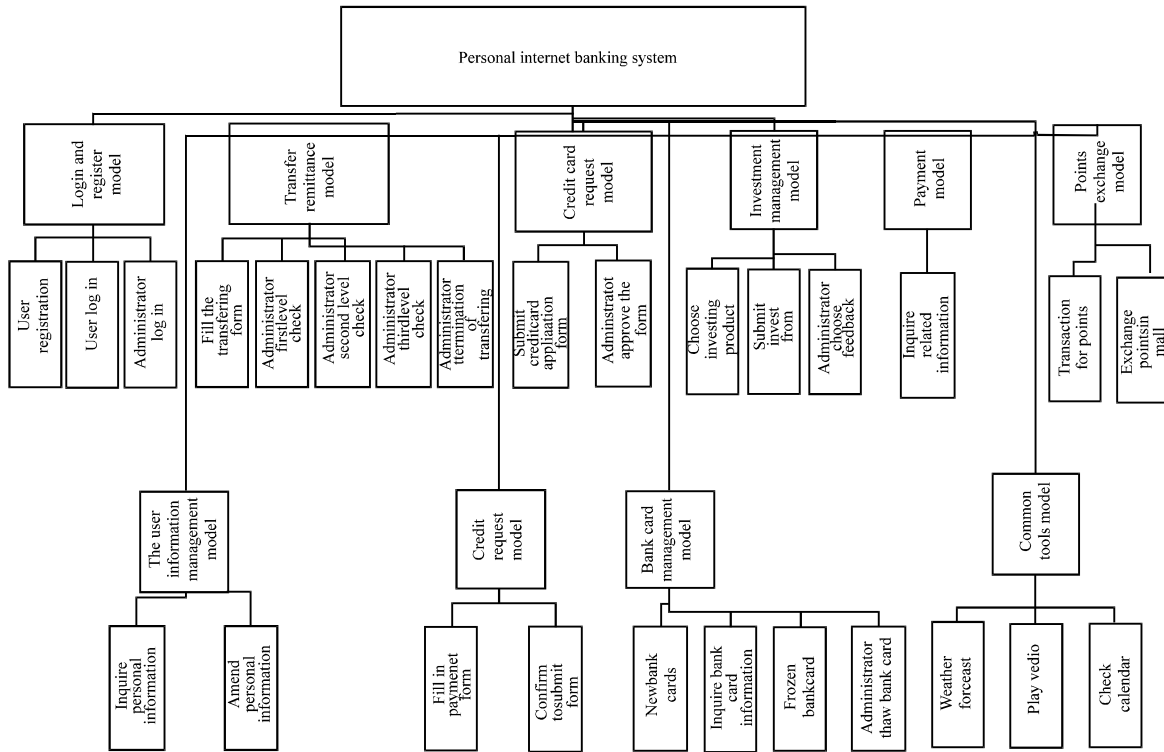 Personal internet banking system
Login and
register
model
Transfer
remittance
model
Credit card
request
model
Investment
management
model
Payment
model
Points
exchange
model
User
registration
User log in
Administrator
log in
Fill the
transfering
form
Administrator
firstlevel
check
Administrator
second level
check
Administrator
thirdlevel
check
Administrator
ttermination
of
transfering
Submit
creditcard
appliaation
form
Adminstrator
approve the
form
Choose
investing
product
Submit
invest
from
Administrator
choose
feedback
Inquire
related
information
Transaction
for points
Exchange
pointsin
mall
The user
information
management
model
Credit
request
model
Bank card
management
model
Common
tools model
Inquire
personal
information
Amend
personal
information
Fill in
paymenet
form
Confirm
tosubmit
form
Newbank
cards
Inquire bank
card
information
Frozen
bankcard
Administrator
thaw bank card
Weather
forceast
Play vedio
Check
calendar